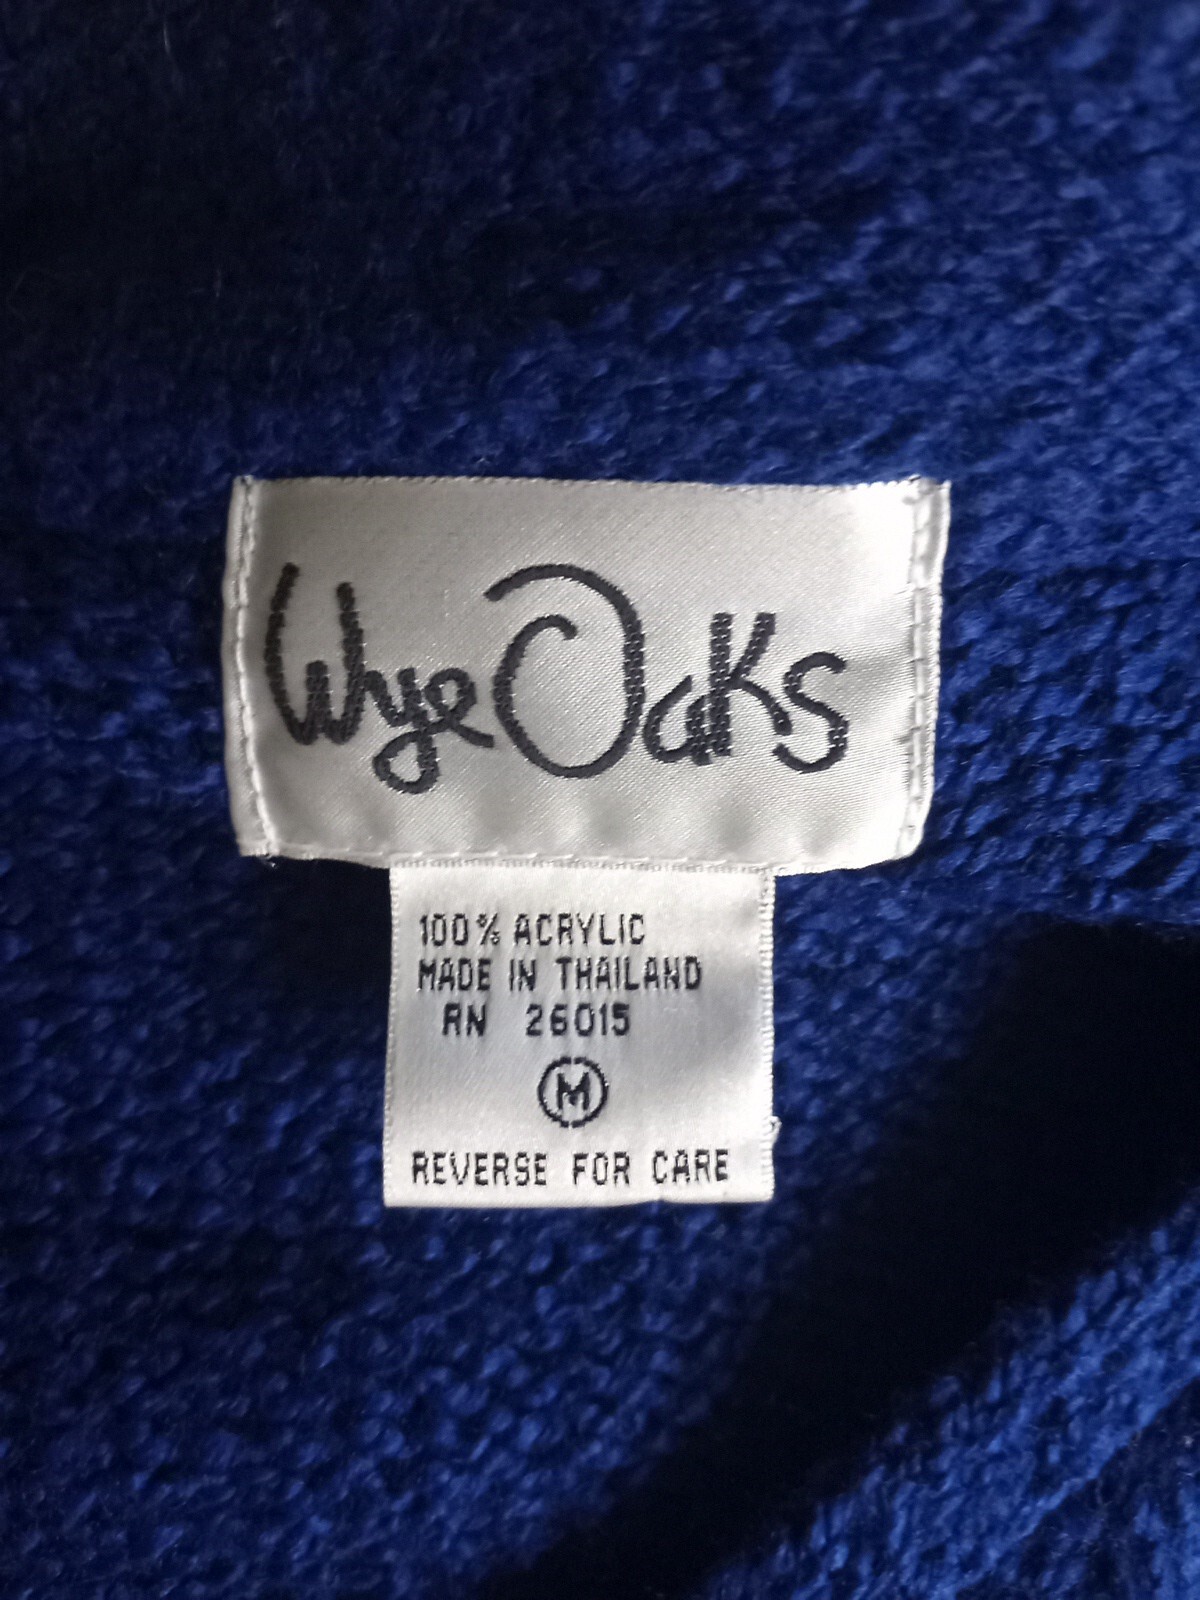 Wye Oaks
100% ACRYLIC
MADE IN THAILAND
RN 26015
M
REVERSE FOR CARE